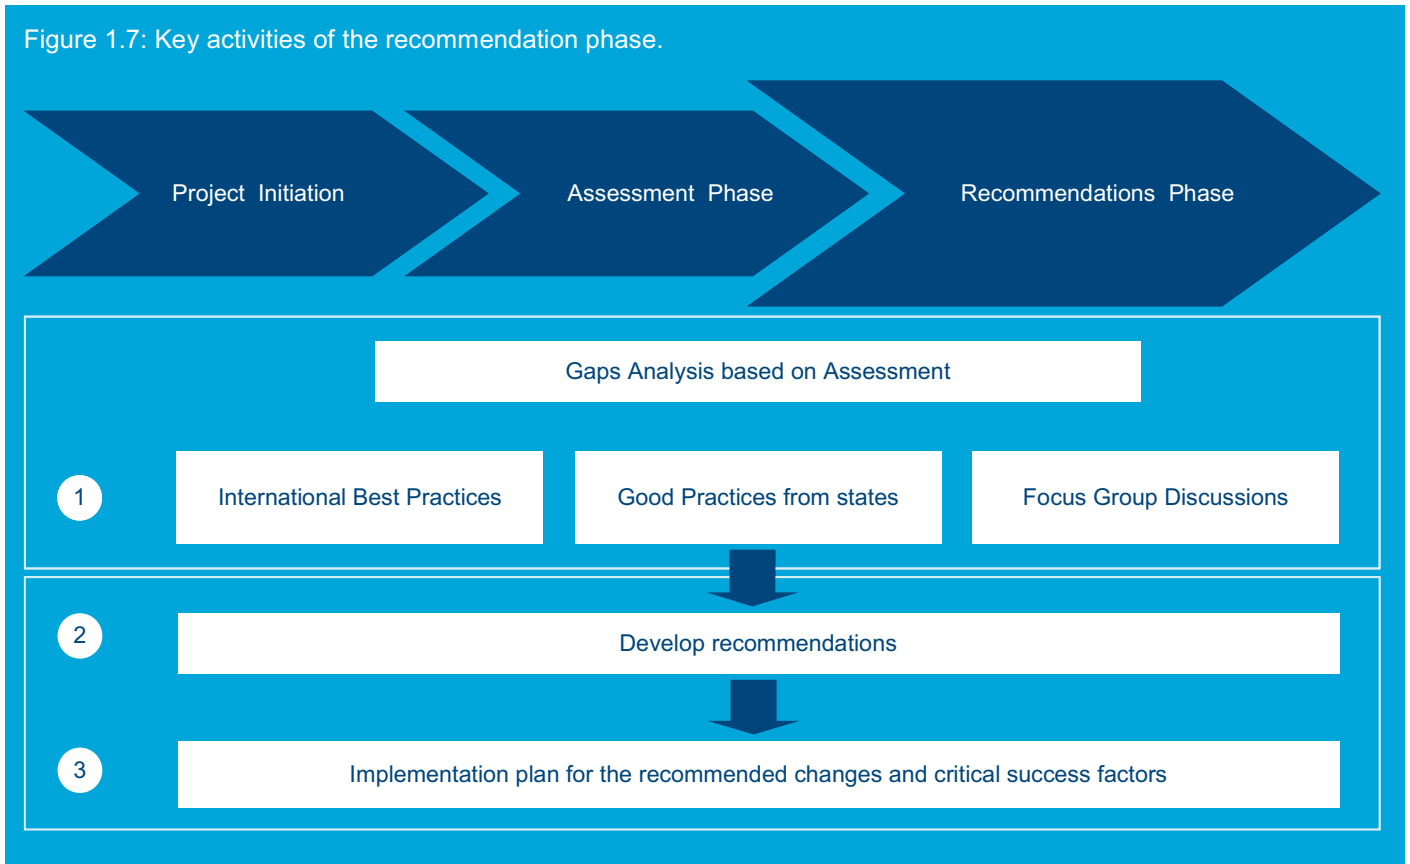 Figure 1.7: Key activities of the recommendation phase.
Project Initiation
Assessment Phase
Recommendations Phase
Gaps Analysis based on Assessment
1
International Best Practices
Good Practices from states
Focus Group Discussions
2
Develop recommendations
3
Implementation plan for the recommended changes and critical success factors